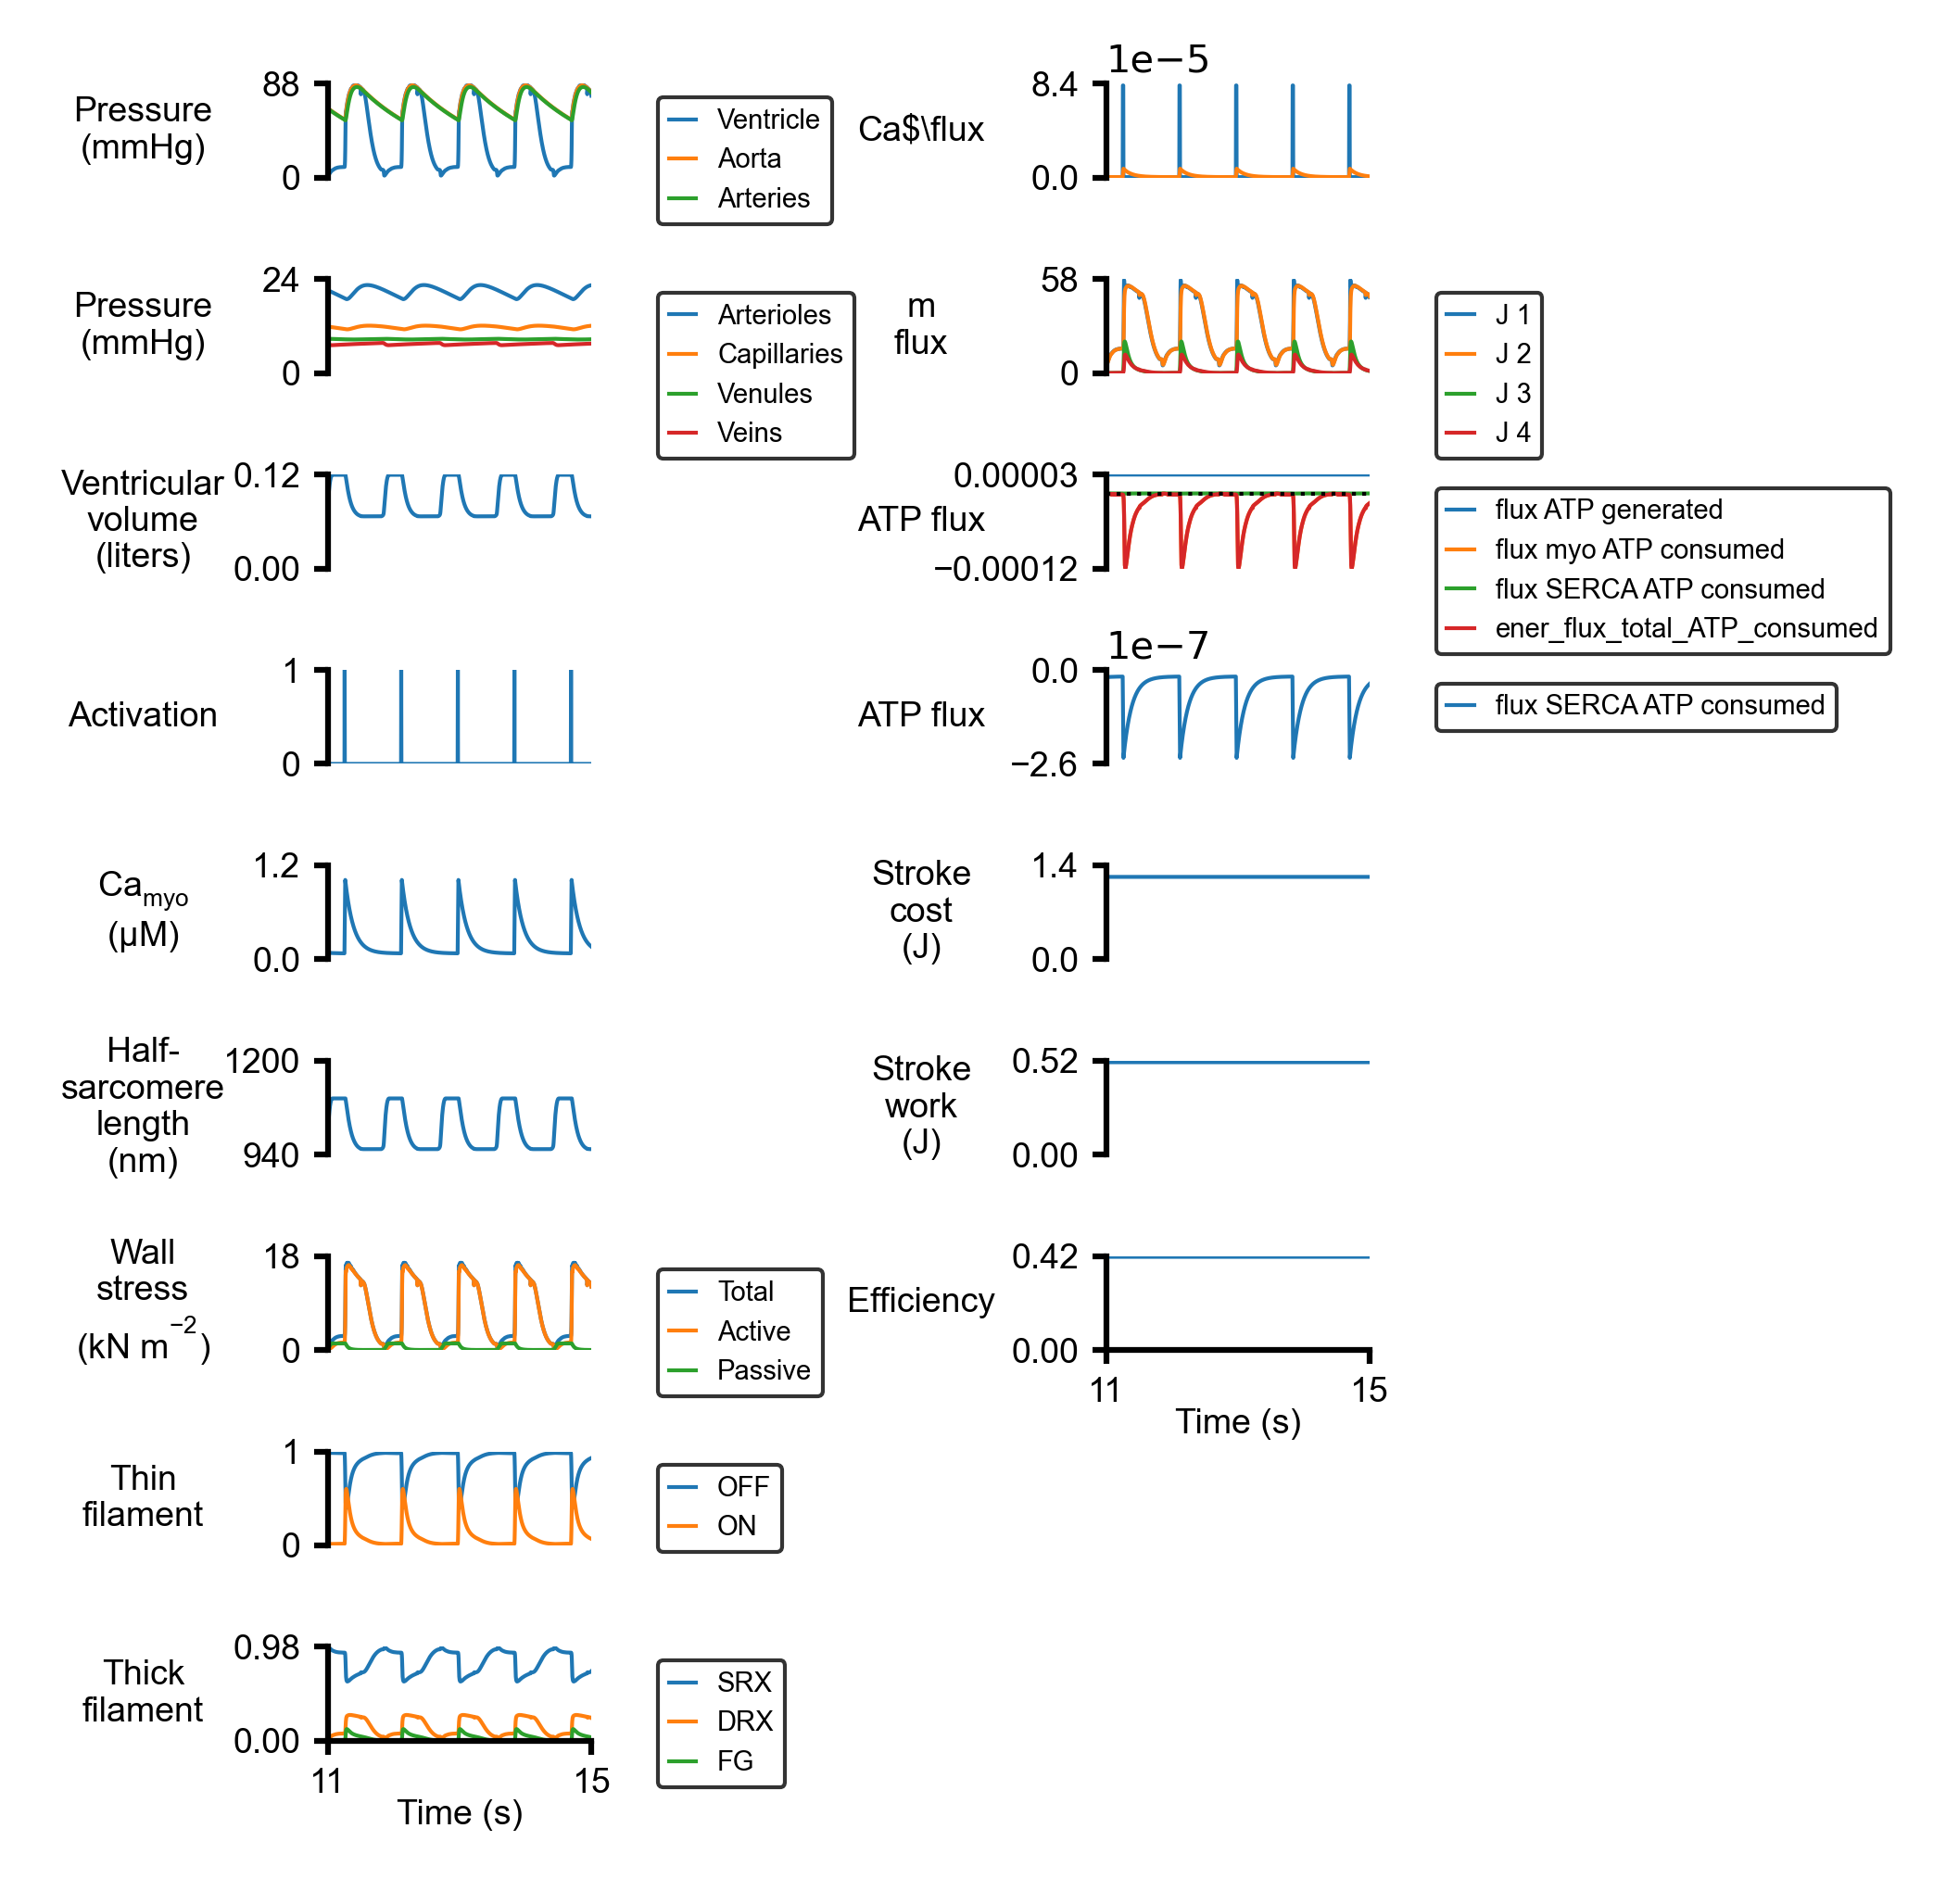 Pressure
(mmHg)
88
0
Ventricle
Aorta
Arteries
Pressure
(mmHg)
24
0
Arterioles
Capillaries
Venules
Veins
Ventricular
volume
(liters)
0.12
0.00
Activation
1
0
Ca_myo
(μM)
1.2
0.0
Half-
sarcomere
length
(nm)
1200
940
Wall
stress
(kN m⁻²)
18
0
Total
Active
Passive
Thin
filament
1
0
OFF
ON
Thick
filament
0.98
0.00
SRX
DRX
FG
11
15
Time (s)
1e−5
Ca$\flux
8.4
0.0
m
flux
58
0
J 1
J 2
J 3
J 4
ATP flux
0.00003
−0.00012
flux ATP generated
flux myo ATP consumed
flux SERCA ATP consumed
ener_flux_total_ATP_consumed
1e−7
ATP flux
0.0
−2.6
flux SERCA ATP consumed
Stroke
cost
(J)
1.4
0.0
Stroke
work
(J)
0.52
0.00
Efficiency
0.42
0.00
11
15
Time (s)